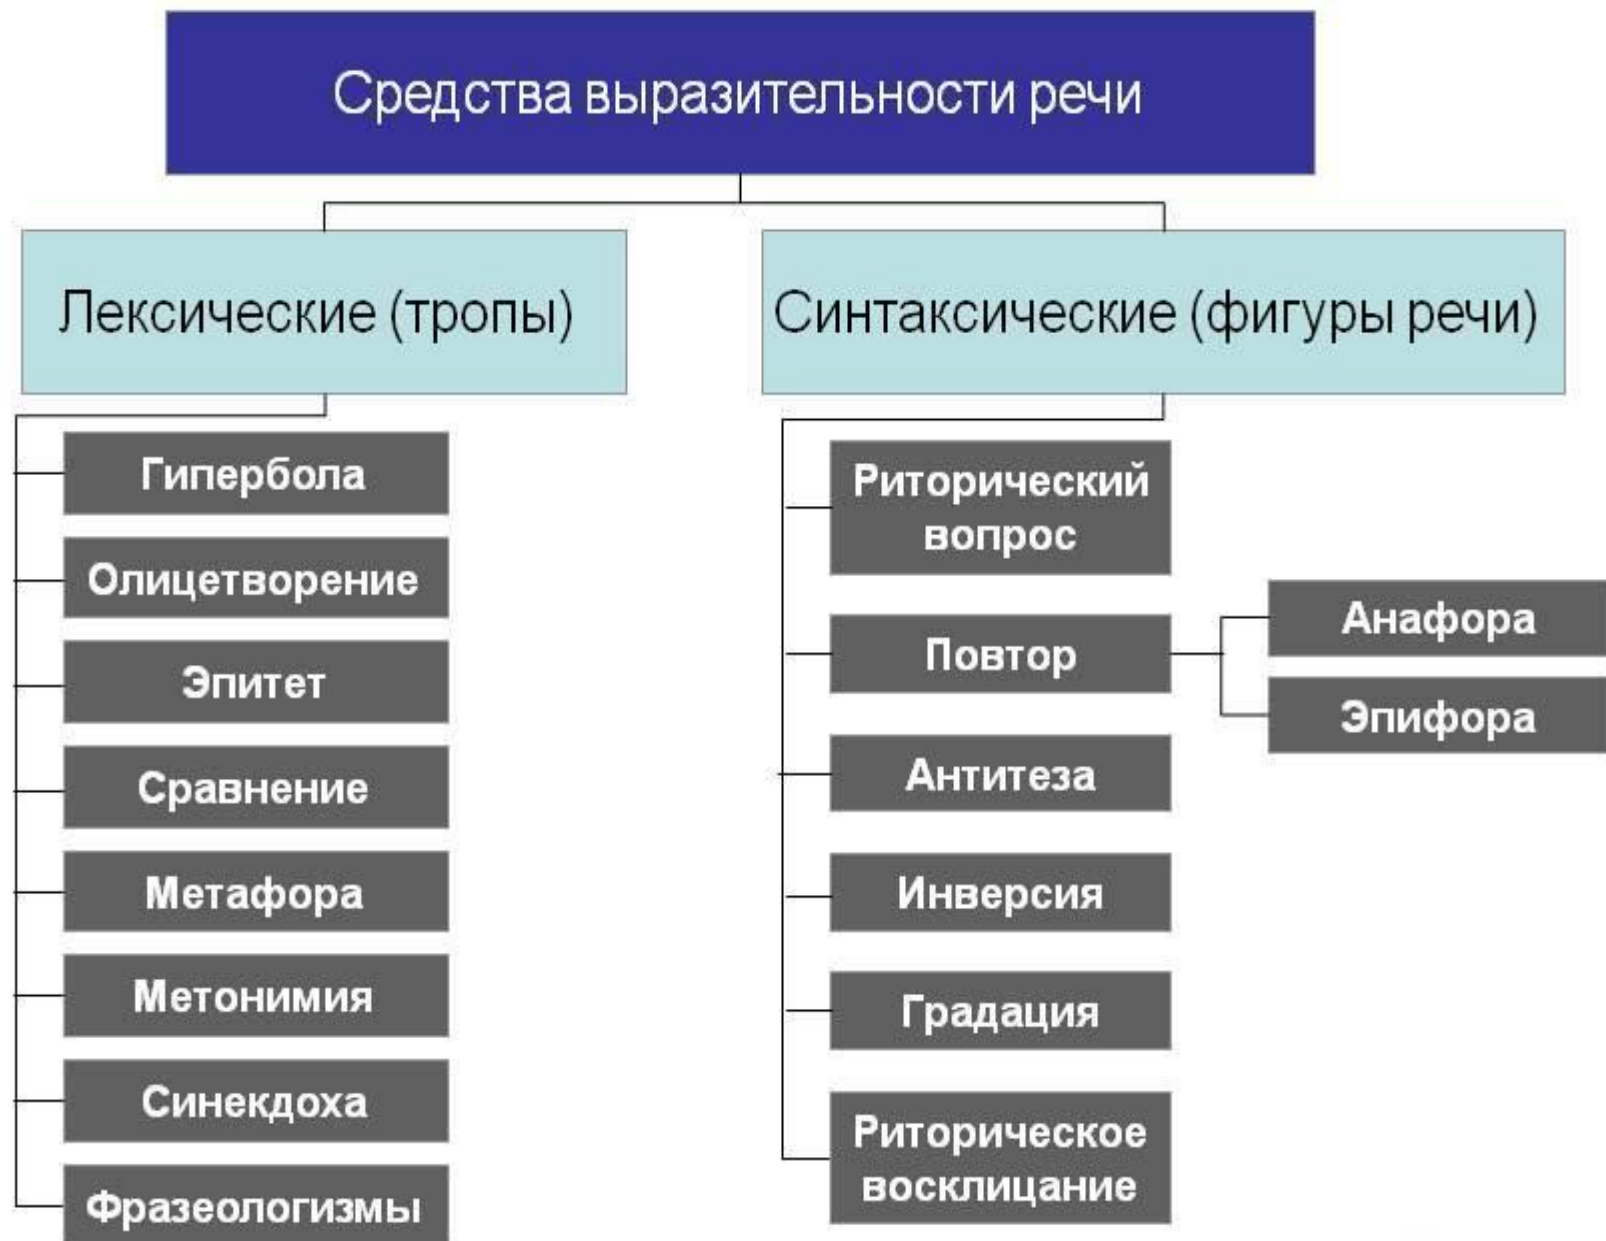 Средства выразительности речи
Лексические (тропы)
Гипербола
Олицетворение
Эпитет
Сравнение
Метафора
Метонимия
Синекдоха
Фразеологизмы
Синтаксические (фигуры речи)
Риторический
вопрос
Повтор
Анафора
Эпифора
Антитеза
Инверсия
Градация
Риторическое
восклицание